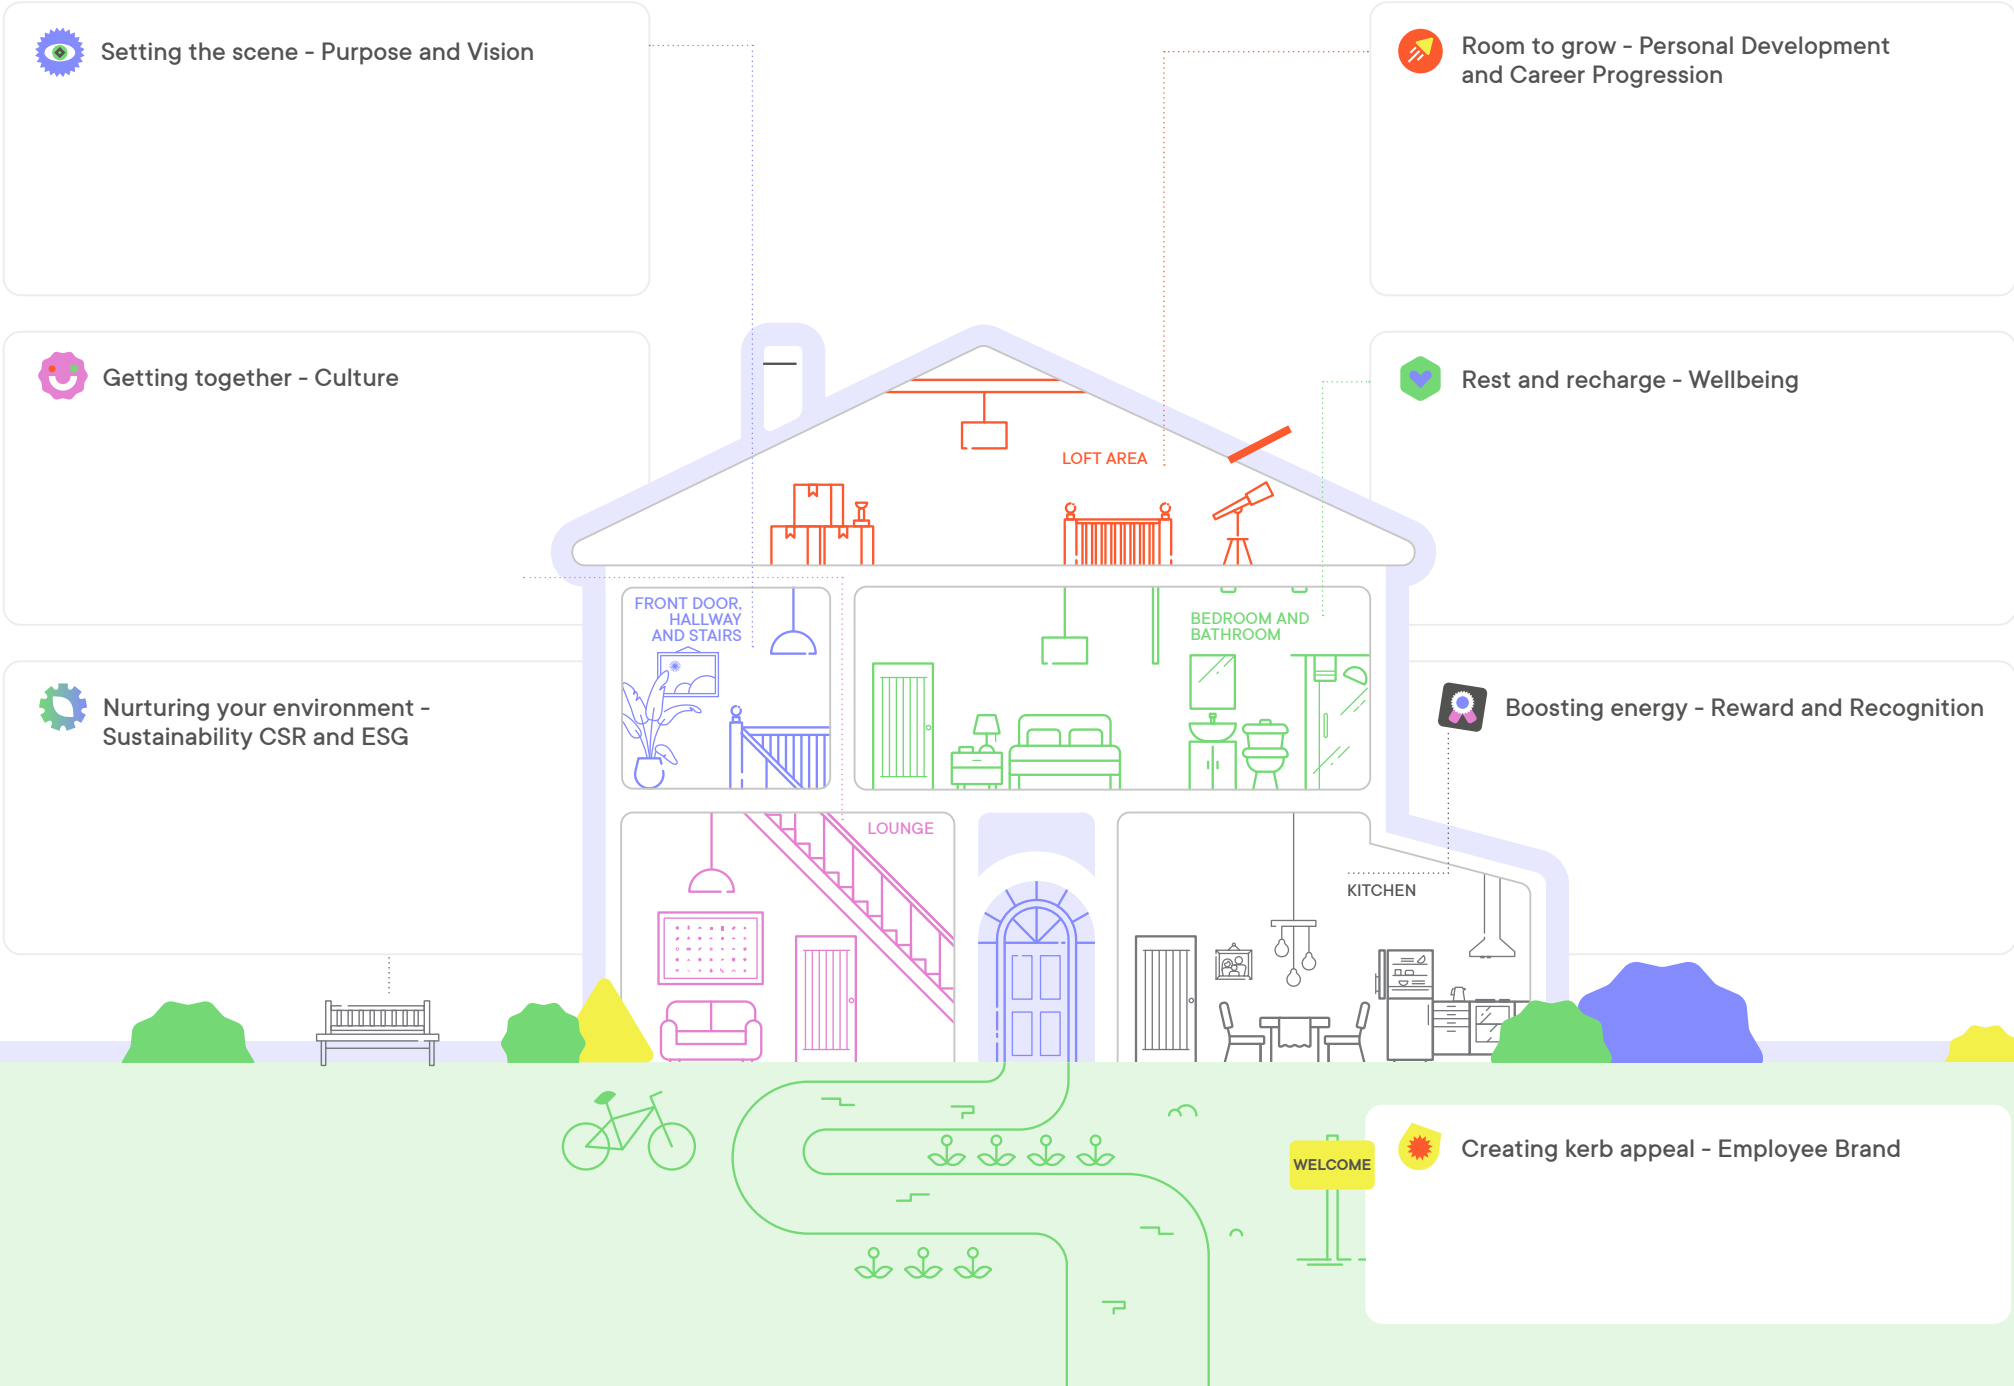 Setting the scene - Purpose and Vision
Room to grow - Personal Development
and Career Progression
Getting together - Culture
Rest and recharge - Wellbeing
LOFT AREA
FRONT DOOR,
HALLWAY
AND STAIRS
BEDROOM AND
BATHROOM
Nurturing your environment -
Sustainability CSR and ESG
Boosting energy - Reward and Recognition
LOUNGE
KITCHEN
WELCOME
Creating kerb appeal - Employee Brand